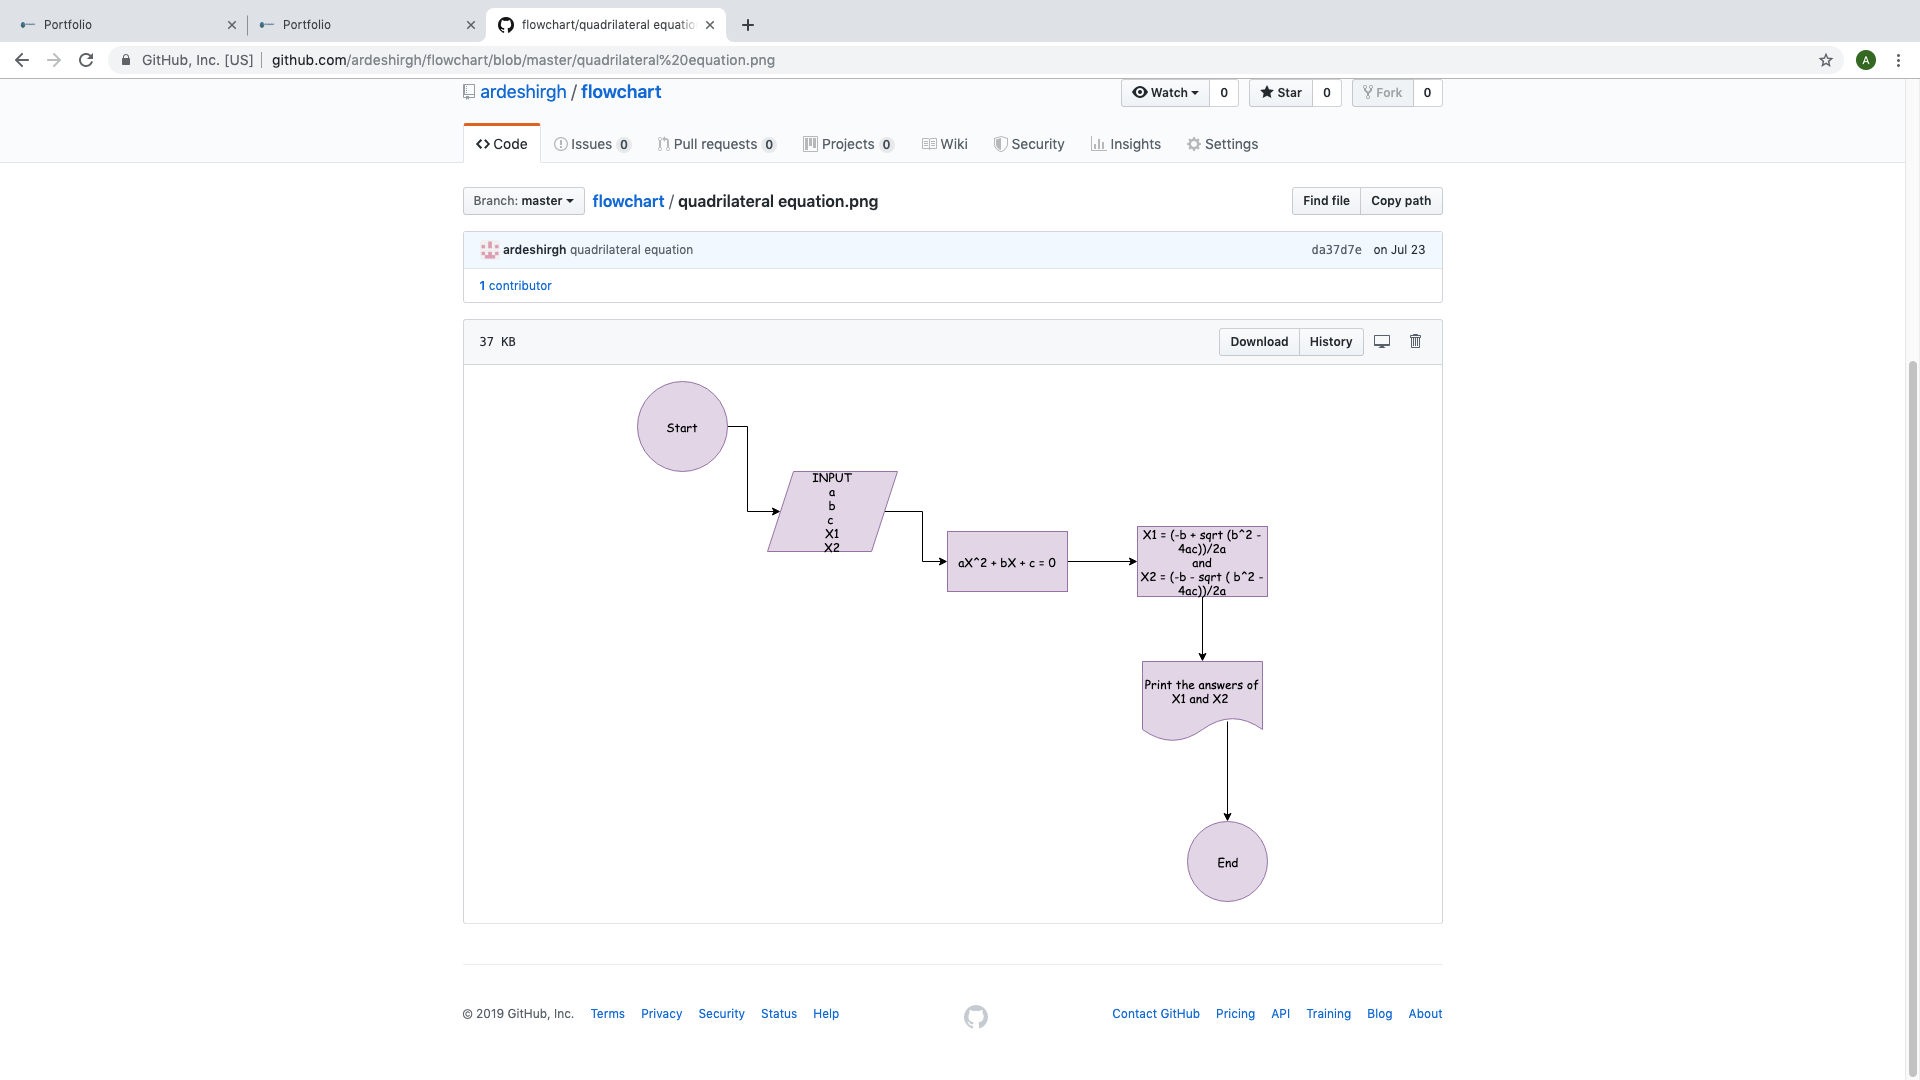 Portfolio
Portfolio
flowchart/quadrilateral equatio
GitHub, Inc. [US] github.com/ardeshirgh/flowchart/blob/master/quadrilateral%20equation.png
A
ardeshirgh / flowchart
Watch 0 Star 0 Fork 0
Code Issues 0 Pull requests 0 Projects 0 Wiki Security Insights Settings
Branch: master flowchart / quadrilateral equation.png Find file Copy path
ardeshirgh quadrilateral equation da37d7e on Jul 23
1 contributor
37 KB Download History
Start
INPUT
a
b
c
X1
X2
aX^2 + bX + c = 0
X1 = (-b + sqrt (b^2 -
4ac))/2a
and
X2 = (-b - sqrt ( b^2 -
4ac))/2a
Print the answers of
X1 and X2
End
© 2019 GitHub, Inc. Terms Privacy Security Status Help Contact GitHub Pricing API Training Blog About